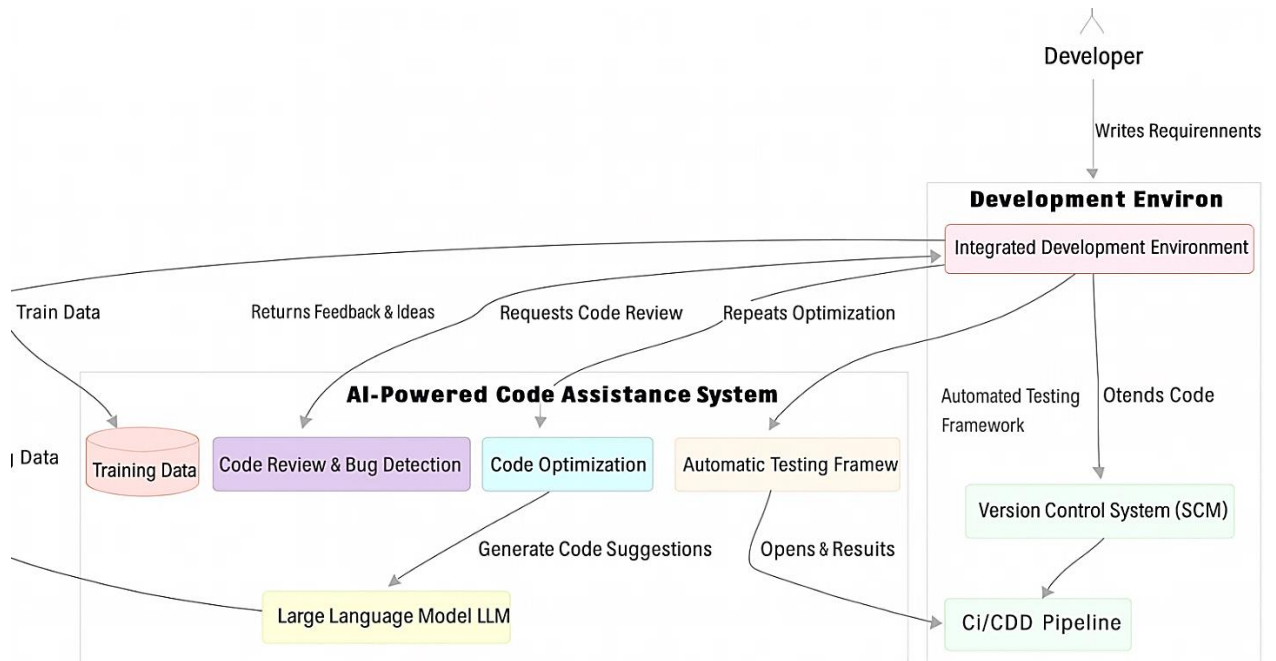 Developer
Writes Requirennents
Development Environ
Integrated Development Environment
Train Data
Returns Feedback & Ideas
Requests Code Review
Repeats Optimization
AI-Powered Code Assistance System
Automated Testing
Framework
Otends Code
Data
Training Data
Code Review & Bug Detection
Code Optimization
Automatic Testing Framew
Version Control System (SCM)
Generate Code Suggestions
Opens & Resuits
Large Language Model LLM
Ci/CDD Pipeline